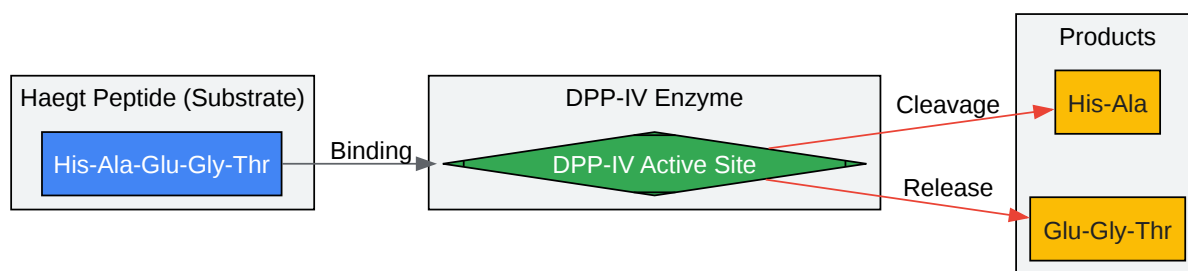 Haegt Peptide (Substrate)
His-Ala-Glu-Gly-Thr
Binding
DPP-IV Enzyme
DPP-IV Active Site
Cleavage
Release
Products
His-Ala
Glu-Gly-Thr